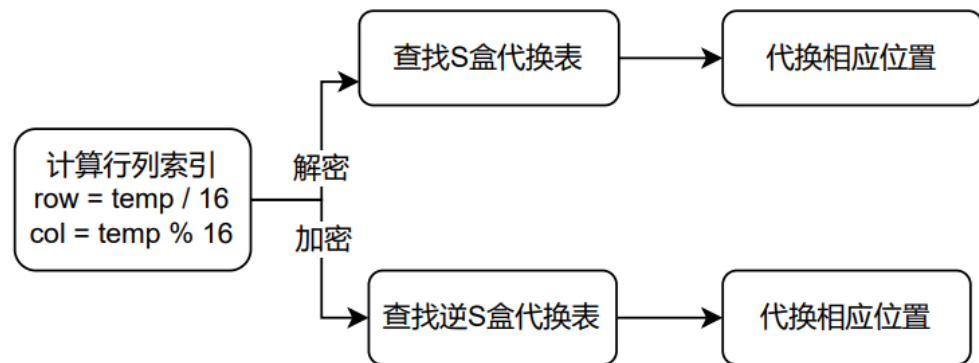 查找S盒代换表
代换相应位置
计算行列索引
row = temp / 16
col = temp % 16
解密
加密
查找逆S盒代换表
代换相应位置